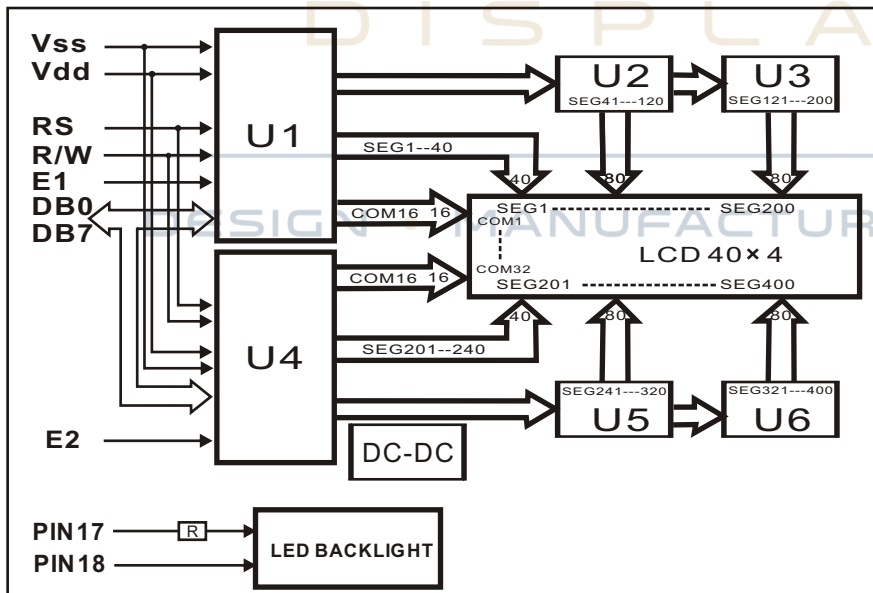 DISPLA
Vss
Vdd
RS
R/W
E1
DB0
DB7
U1
U2
SEG41---120
U3
SEG121---200
SEG1--40
40
80
80
COM16 16
SEG1 SEG200
COM1
LCD 40×4
COM32
SEG201 SEG400
DESIGN • MANUFACTUR
U4
COM16 16
40
80
80
SEG201--240
SEG241---320
U5
SEG321---400
U6
E2
DC-DC
PIN17
R
PIN18
LED BACKLIGHT